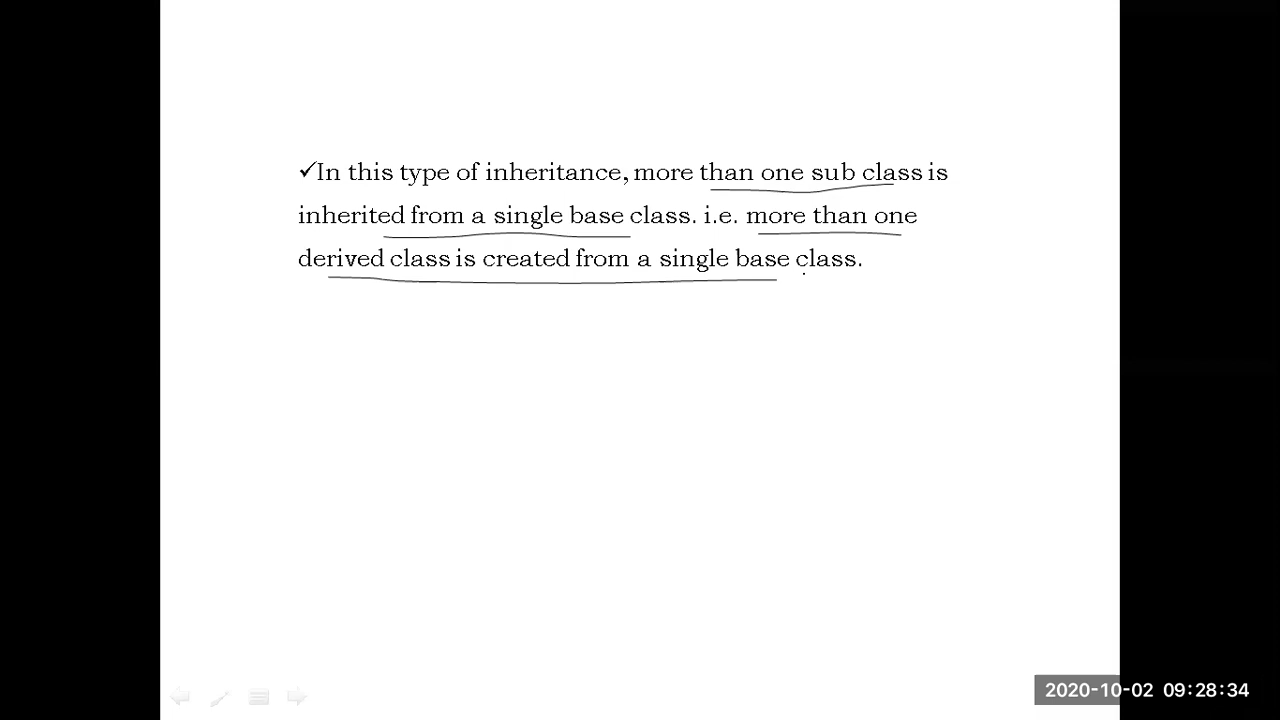 ✓In this type of inheritance, more than one sub class is
inherited from a single base class. i.e. more than one
derived class is created from a single base class.
2020-10-02 09:28:34